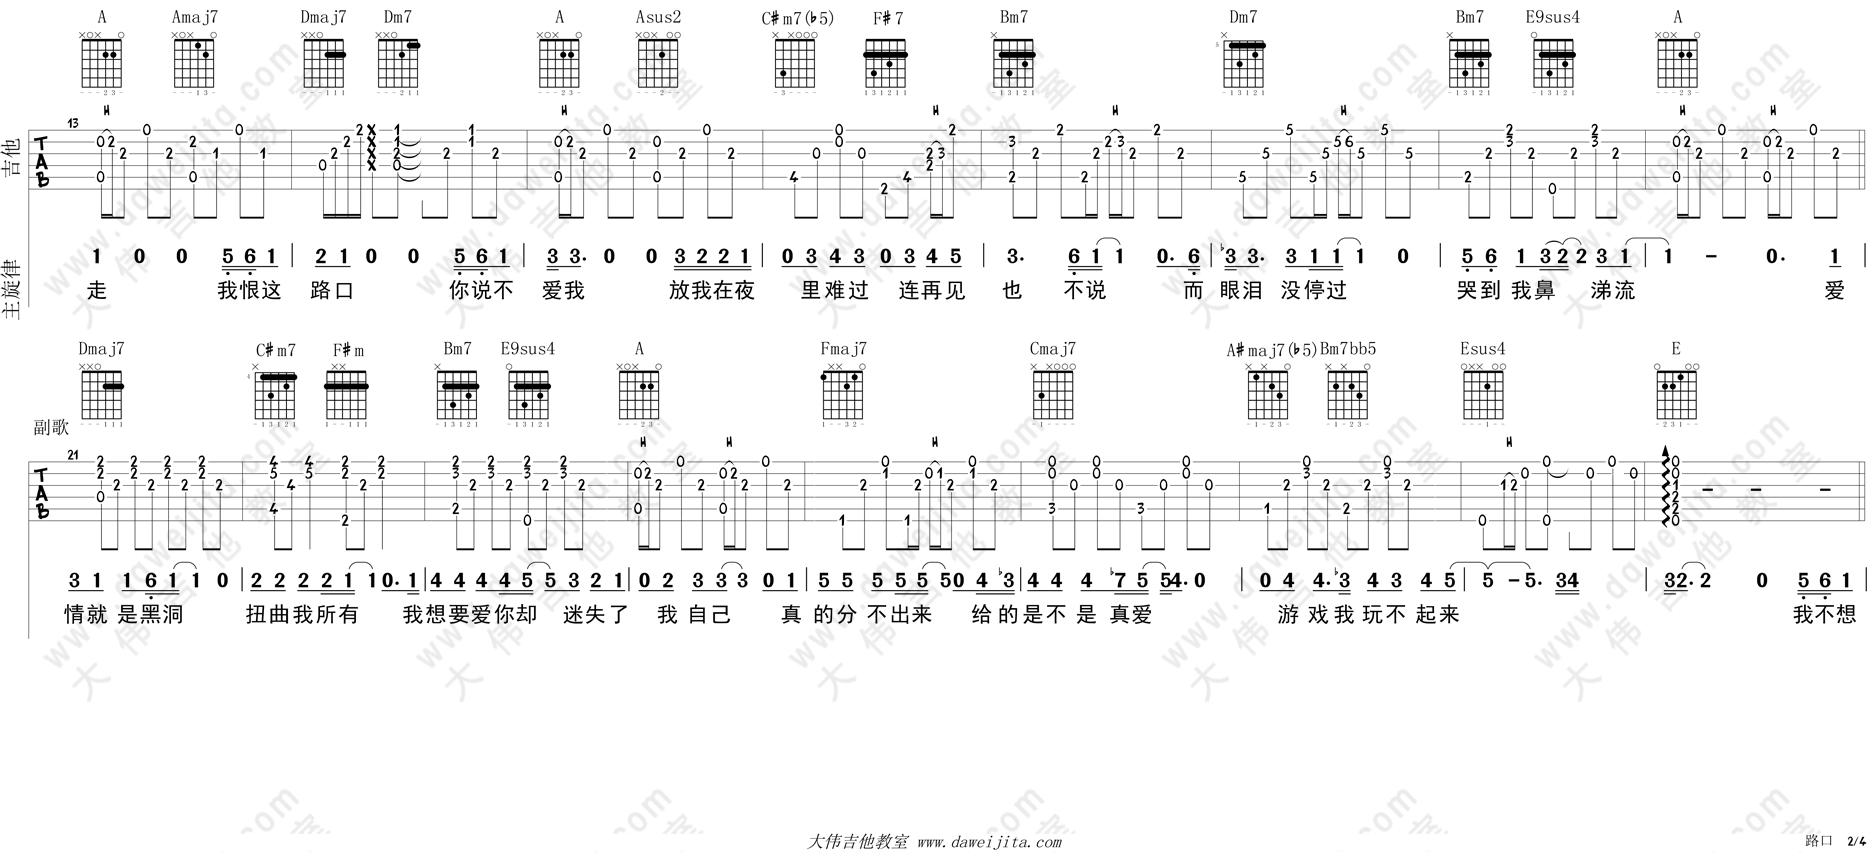 A Amaj7 Dmaj7 Dm7 A Asus2 C♯m7(♭5) F♯7 Bm7 Dm7 Bm7 E9sus4 A
吉他
13
H H H H H H H
T A B
主旋律
1 0 0 5 6 1 | 2 1 0 0 5 6 1 | 3 3. 0 0 3 2 2 1 | 0 3 4 3 0 3 4 5 | 3. 6 1 1 0. 6 | ♭3 3. 3 1 1 1 0 | 5 6 1 3 2 2 3 1 | 1 - 0. 1
走 我恨这 路口 你说不 爱我 放我在夜 里难过 连再见 也 不说 而 眼泪 没停过 哭到 我鼻 涕流 爱
Dmaj7 C♯m7 F♯m Bm7 E9sus4 A Fmaj7 Cmaj7 A♯maj7(♭5) Bm7bb5 Esus4 E
副歌
21
H H H H
T A B
3 1 1 6 1 1 0 | 2 2 2 2 1 1 0. 1 | 4 4 4 4 5 5 3 2 1 | 0 2 3 3 3 0 1 | 5 5 5 5 5 5 0 4 ♭3 | 4 4 4 ♭7 5 5 4. 0 | 0 4 4. ♭3 4 3 4 5 | 5 - 5. 3 4 | 3 2. 2 0 5 6 1
情就 是黑洞 扭曲我所有 我想要爱你却 迷失了 我 自己 真 的分 不出来 给的是不 是 真爱 游戏我 玩不 起来 我不想
大伟吉他教室 www.daweijita.com
路口 2/4